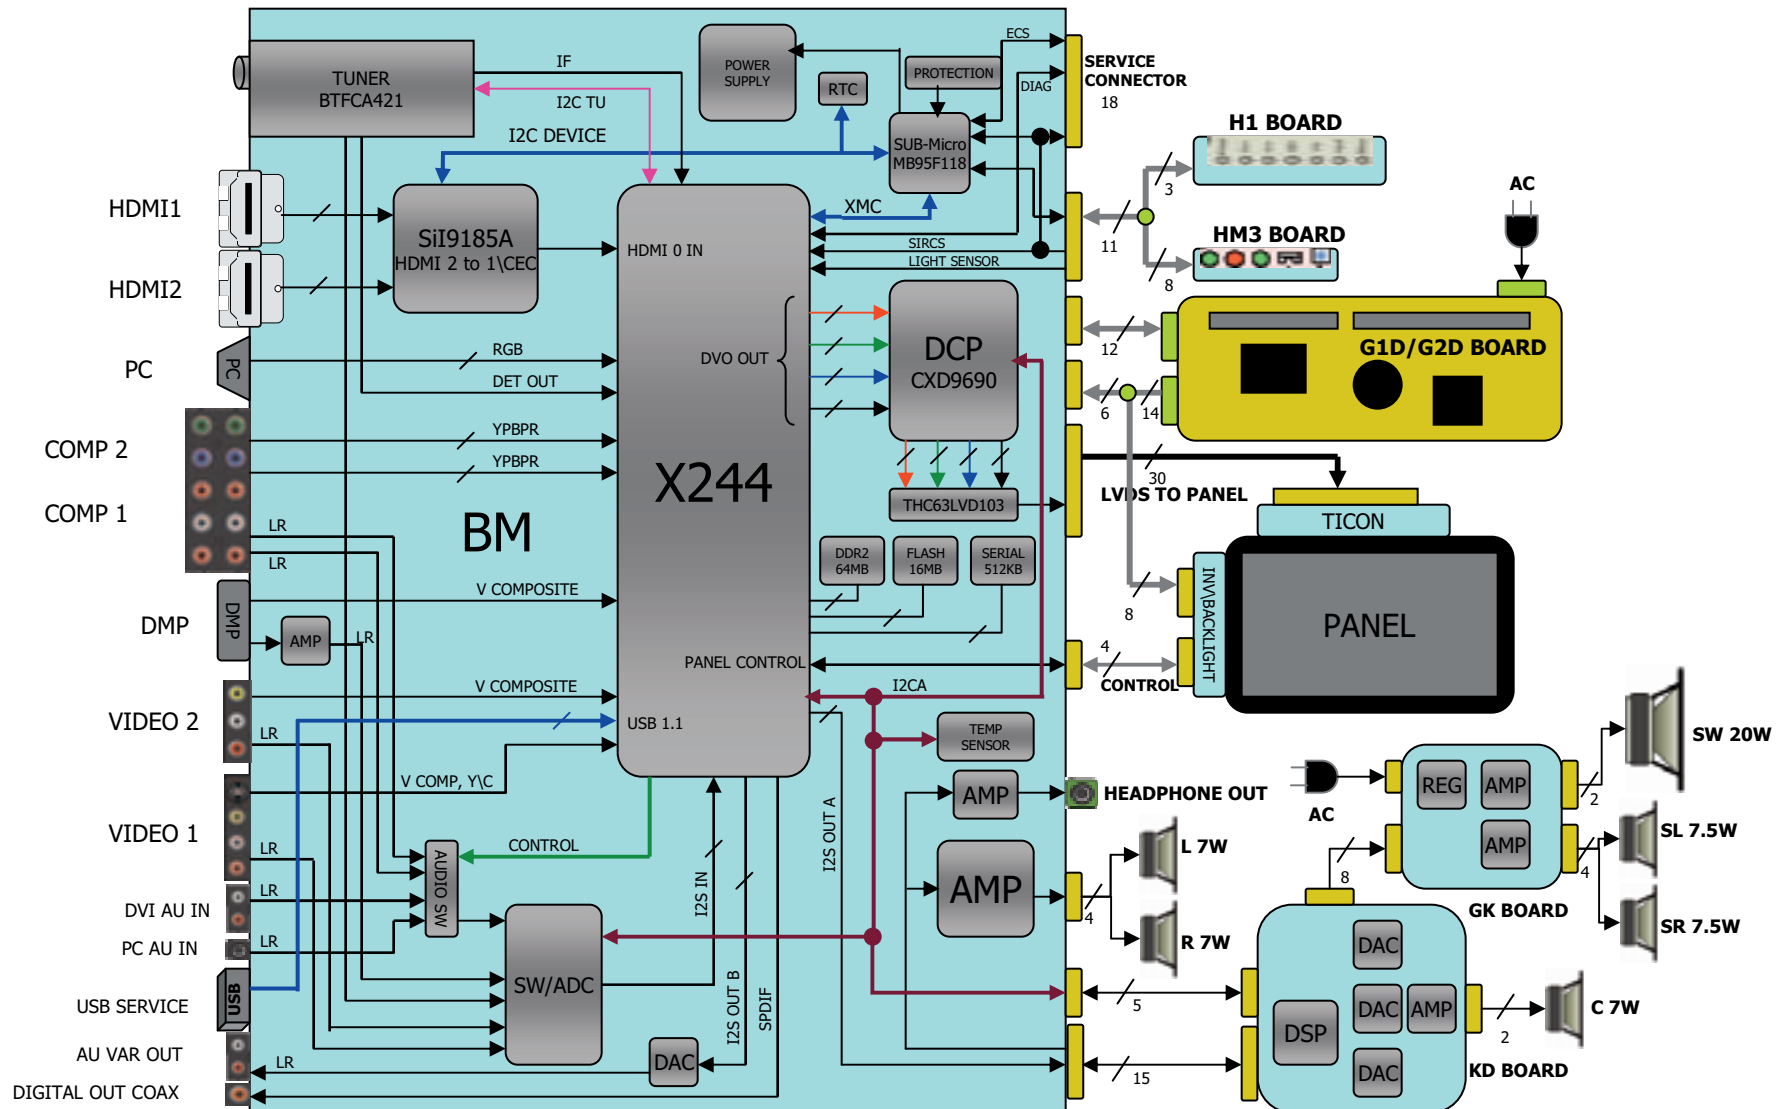 ECS
SERVICE
CONNECTOR
18
DIAG
IF
TUNER
BTFCA421
I2C TU
POWER
SUPPLY
PROTECTION
RTC
I2C DEVICE
SUB-Micro
MB95F118
H1 BOARD
3
AC
HDMI1
XMC
SiI9185A
HDMI 2 to 1\CEC
HDMI 0 IN
SIRCS
LIGHT SENSOR
11
HM3 BOARD
8
HDMI2
PC
PC
RGB
DVO OUT
DCP
CXD9690
12
G1D/G2D BOARD
DET OUT
6
14
COMP 2
YPBPR
YPBPR
X244
30
LVDS TO PANEL
THC63LVD103
COMP 1
LR
LR
BM
TICON
DDR2
64MB
FLASH
16MB
SERIAL
512KB
V COMPOSITE
8
INV\BACKLIGHT
PANEL
DMP
DMP
AMP
LR
PANEL CONTROL
4
CONTROL
V COMPOSITE
I2CA
VIDEO 2
USB 1.1
LR
TEMP
SENSOR
SW 20W
V COMP, Y\C
AMP
HEADPHONE OUT
AC
REG
AMP
2
VIDEO 1
LR
AUDIO SW
CONTROL
I2S IN
I2S OUT A
L 7W
AMP
SL 7.5W
8
4
AMP
4
GK BOARD
DVI AU IN
LR
R 7W
SR 7.5W
PC AU IN
LR
DAC
SW/ADC
USB SERVICE
USB
I2S OUT B
SPDIF
5
DSP
DAC
AMP
2
C 7W
AU VAR OUT
LR
DAC
15
DAC
KD BOARD
DIGITAL OUT COAX